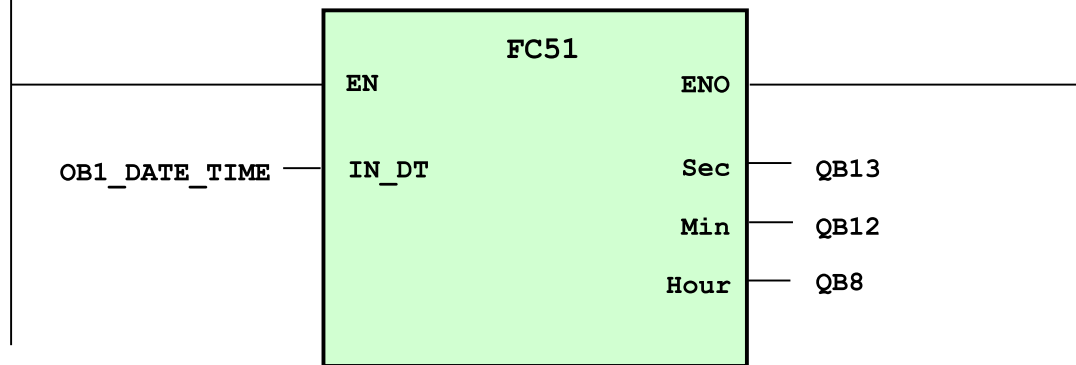 FC51
EN ENO
OB1_DATE_TIME IN_DT Sec QB13
Min QB12
Hour QB8